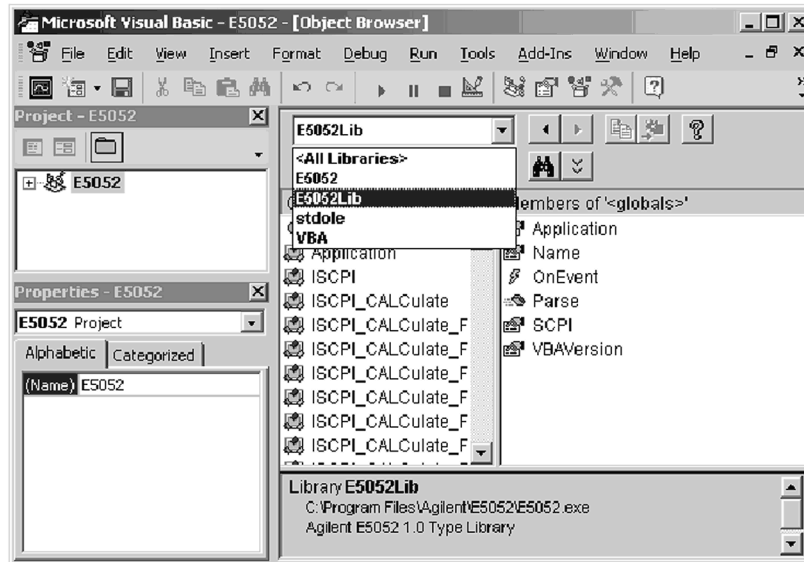 Microsoft Visual Basic - E5052 - [Object Browser]
File Edit View Insert Format Debug Run Tools Add-Ins Window Help
Project - E5052
E5052
Properties - E5052
E5052 Project
Alphabetic Categorized
(Name) E5052
E5052Lib
<All Libraries>
E5052
E5052Lib
stdole
VBA
Application
ISCPI
ISCPI_CALCulate
ISCPI_CALCulate_F
ISCPI_CALCulate_F
ISCPI_CALCulate_F
ISCPI_CALCulate_F
ISCPI_CALCulate_F
ISCPI_CALCulate_F
embers of '<globals>'
Application
Name
OnEvent
Parse
SCPI
VBAVersion
Library E5052Lib
C:\Program Files\Agilent\E5052\E5052.exe
Agilent E5052 1.0 Type Library